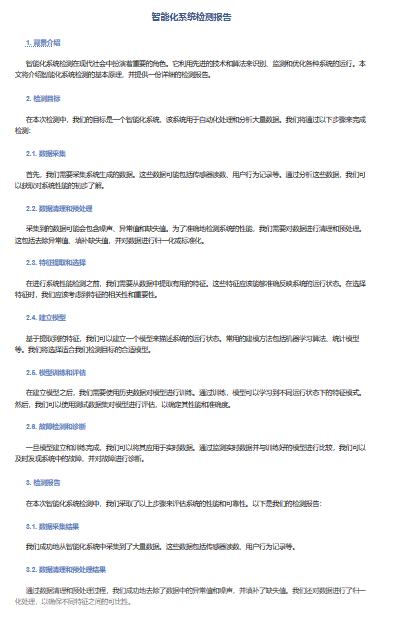 智能化系统检测报告
1. 背景介绍
智能化系统检测在现代社会中扮演着重要的角色。它利用先进的技术和算法来识别、监测和优化各种系统的运行。本
文将介绍智能化系统检测的基本原理，并提供一份详细的检测报告。
2. 检测目标
在本次检测中，我们的目标是一个智能化系统，该系统用于自动化处理和分析大量数据。我们将通过以下步骤来完成
检测：
2.1. 数据采集
首先，我们需要采集系统生成的数据。这些数据可能包括传感器读数、用户行为记录等。通过分析这些数据，我们可
以获取对系统性能的初步了解。
2.2. 数据清理和预处理
采集到的数据可能会包含噪声、异常值和缺失值。为了准确地检测系统的性能，我们需要对数据进行清理和预处理。
这包括去除异常值、填补缺失值，并对数据进行归一化或标准化。
2.3. 特征提取和选择
在进行系统性能检测之前，我们需要从数据中提取有用的特征。这些特征应该能够准确反映系统的运行状态。在选择
特征时，我们应该考虑到特征的相关性和重要性。
2.4. 建立模型
基于提取到的特征，我们可以建立一个模型来描述系统的运行状态。常用的建模方法包括机器学习算法、统计模型
等。我们将选择适合我们检测目标的合适模型。
2.5. 模型训练和评估
在建立模型之后，我们需要使用历史数据对模型进行训练。通过训练，模型可以学习到不同运行状态下的特征模式。
然后，我们可以使用测试数据集对模型进行评估，以确定其性能和准确度。
2.6. 故障检测和诊断
一旦模型建立和训练完成，我们可以将其应用于实时数据。通过监测实时数据并与训练好的模型进行比较，我们可以
及时发现系统中的故障，并对故障进行诊断。
3. 检测报告
在本次智能化系统检测中，我们采取了以上步骤来评估系统的性能和可靠性。以下是我们的检测报告：
3.1. 数据采集结果
我们成功地从智能化系统中采集到了大量数据。这些数据包括传感器读数、用户行为记录等。
3.2. 数据清理和预处理结果
通过数据清理和预处理过程，我们成功地去除了数据中的异常值和噪声，并填补了缺失值。我们还对数据进行了归一
化处理，以确保不同特征之间的可比性。